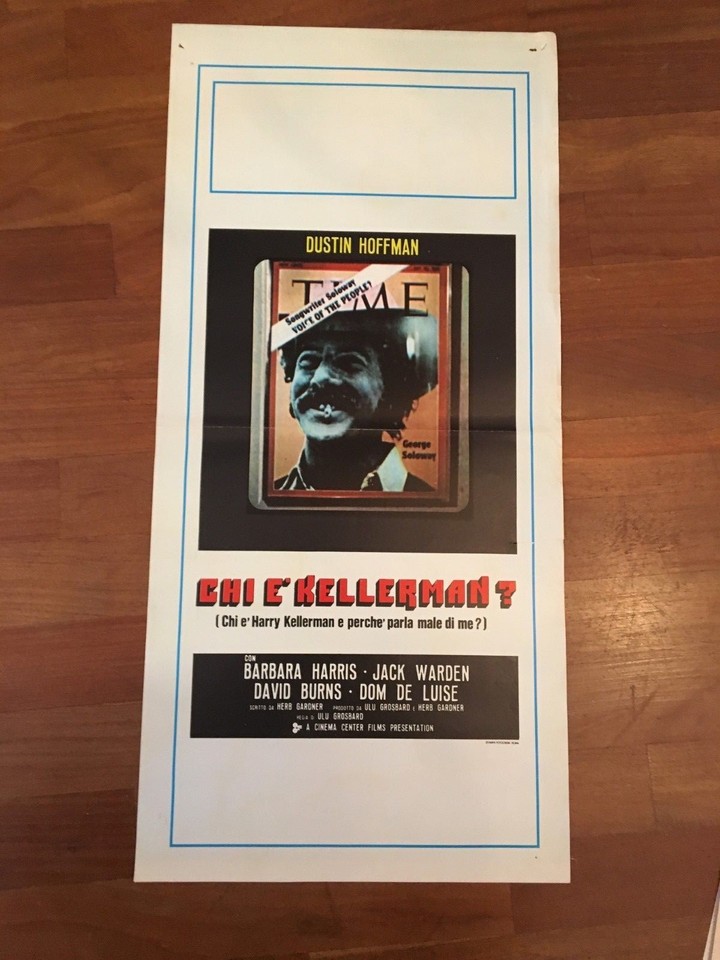 DUSTIN HOFFMAN
TIME
Songwriter Soloway
VOICE OF THE PEOPLE?
George
Soloway
CHI E' KELLERMAN?
(Chi e' Harry Kellerman e perche' parla male di me?)
CON
BARBARA HARRIS · JACK WARDEN
DAVID BURNS · DOM DE LUISE
SCRITTO DA HERB GARDNER PRODOTTO DA ULU GROSBARD E HERB GARDNER
REGIA DI ULU GROSBARD
A CINEMA CENTER FILMS PRESENTATION